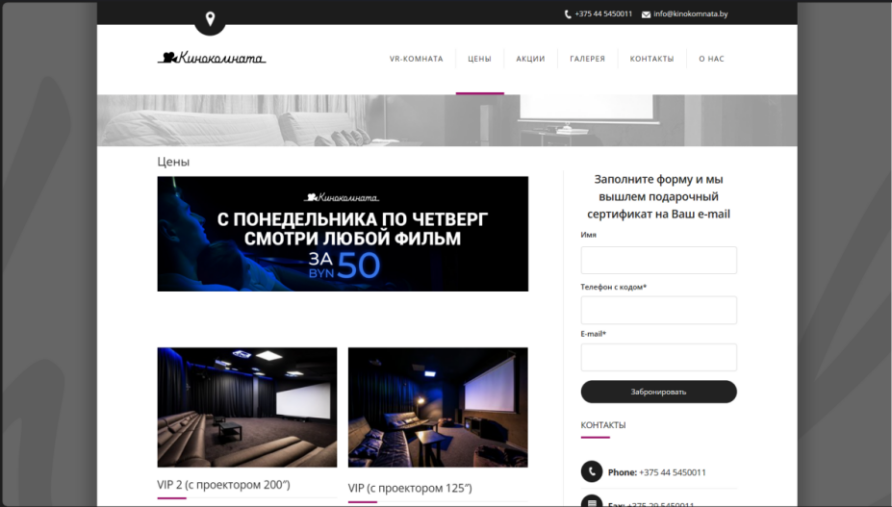 +375 44 5450011 info@kinokomnata.by
Кинокомната
VR-КОМНАТА ЦЕНЫ АКЦИИ ГАЛЕРЕЯ КОНТАКТЫ О НАС
Цены
Кинокомната
С ПОНЕДЕЛЬНИКА ПО ЧЕТВЕРГ
СМОТРИ ЛЮБОЙ ФИЛЬМ
ЗА
BYN 50
VIP 2 (с проектором 200″)
VIP (с проектором 125″)
Заполните форму и мы
вышлем подарочный
сертификат на Ваш e-mail
Имя
Телефон с кодом*
E-mail*
Забронировать
КОНТАКТЫ
Phone: +375 44 5450011
Fax: +375 29 5450011